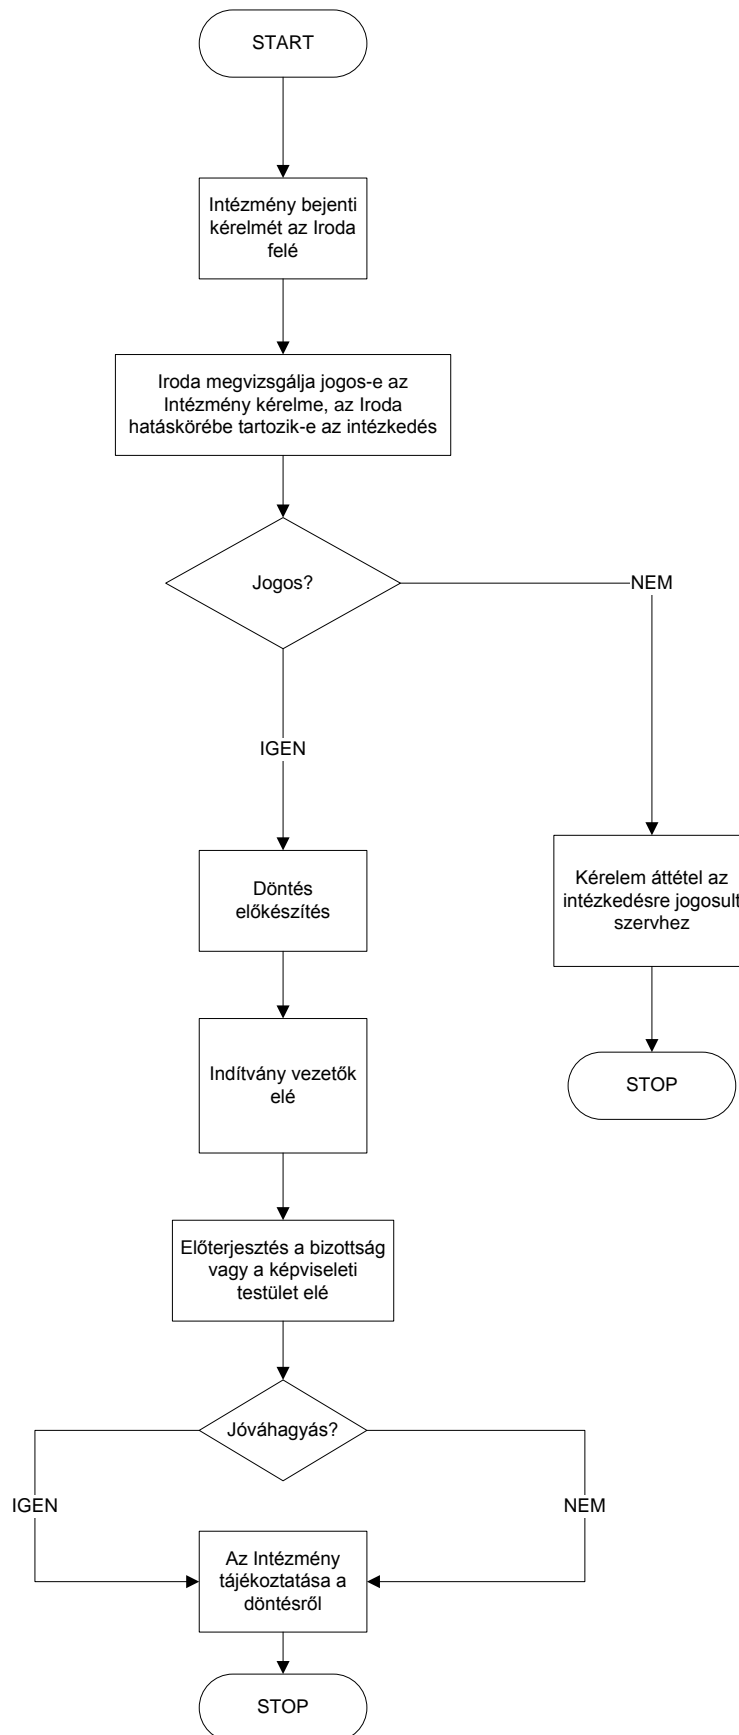 START
Intézmény bejenti
kérelmét az Iroda
felé
Iroda megvizsgálja jogos-e az
Intézmény kérelme, az Iroda
hatáskörébe tartozik-e az intézkedés
Jogos?
NEM
IGEN
Döntés
előkészítés
Kérelem áttétel az
intézkedésre jogosult
szervhez
Indítvány vezetők
elé
STOP
Előterjesztés a bizottság
vagy a képviseleti
testület elé
Jóváhagyás?
IGEN
NEM
Az Intézmény
tájékoztatása a
döntésről
STOP